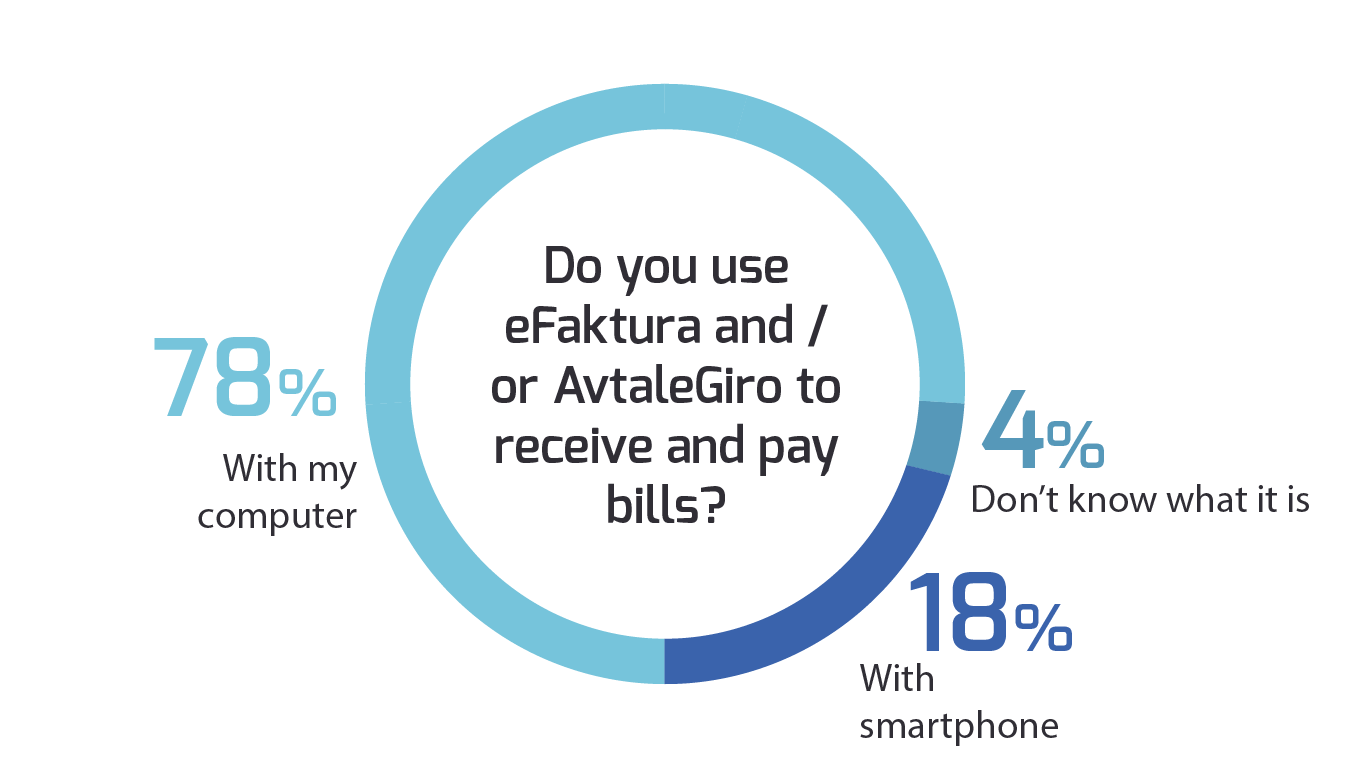 Do you use
eFaktura and /
or AvtaleGiro to
receive and pay
bills?
78%
With my
computer
4%
Don’t know what it is
18%
With
smartphone